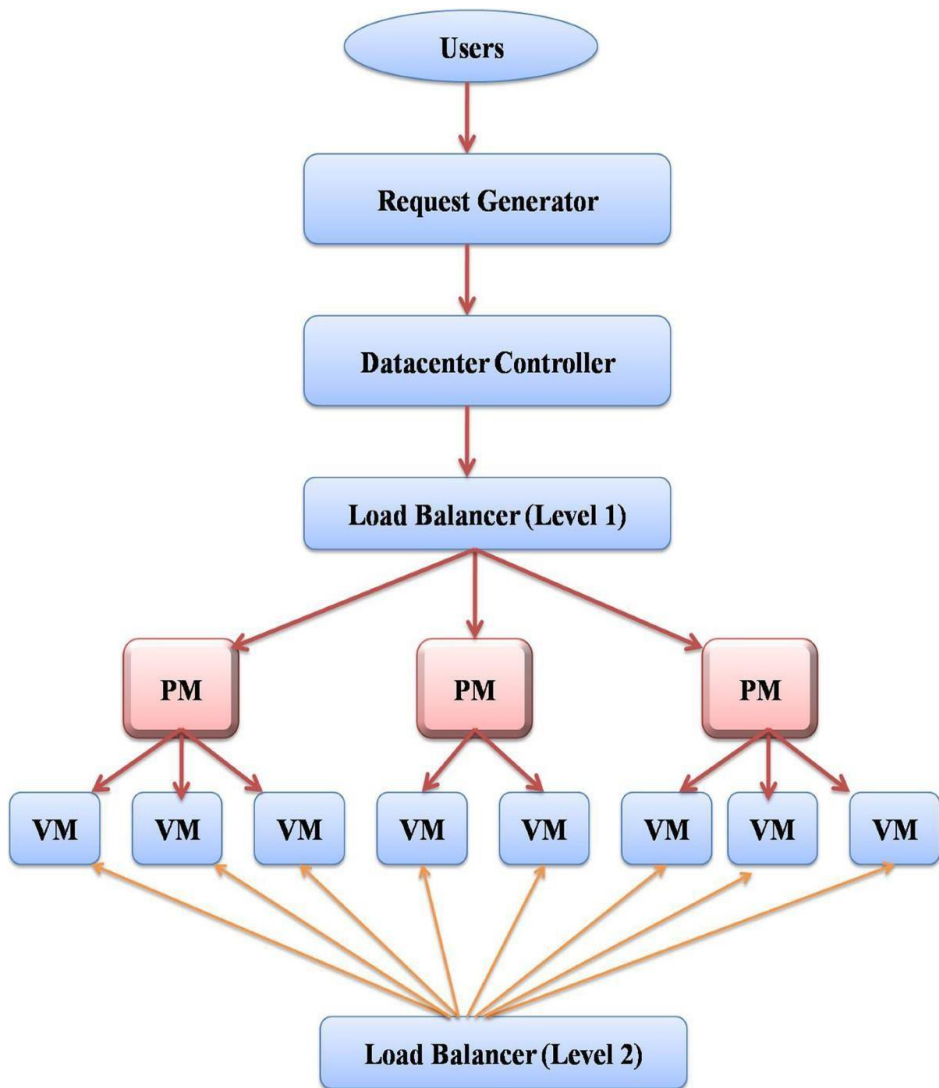 Users
Request Generator
Datacenter Controller
Load Balancer (Level 1)
PM PM PM
VM VM VM VM VM VM VM VM
Load Balancer (Level 2)